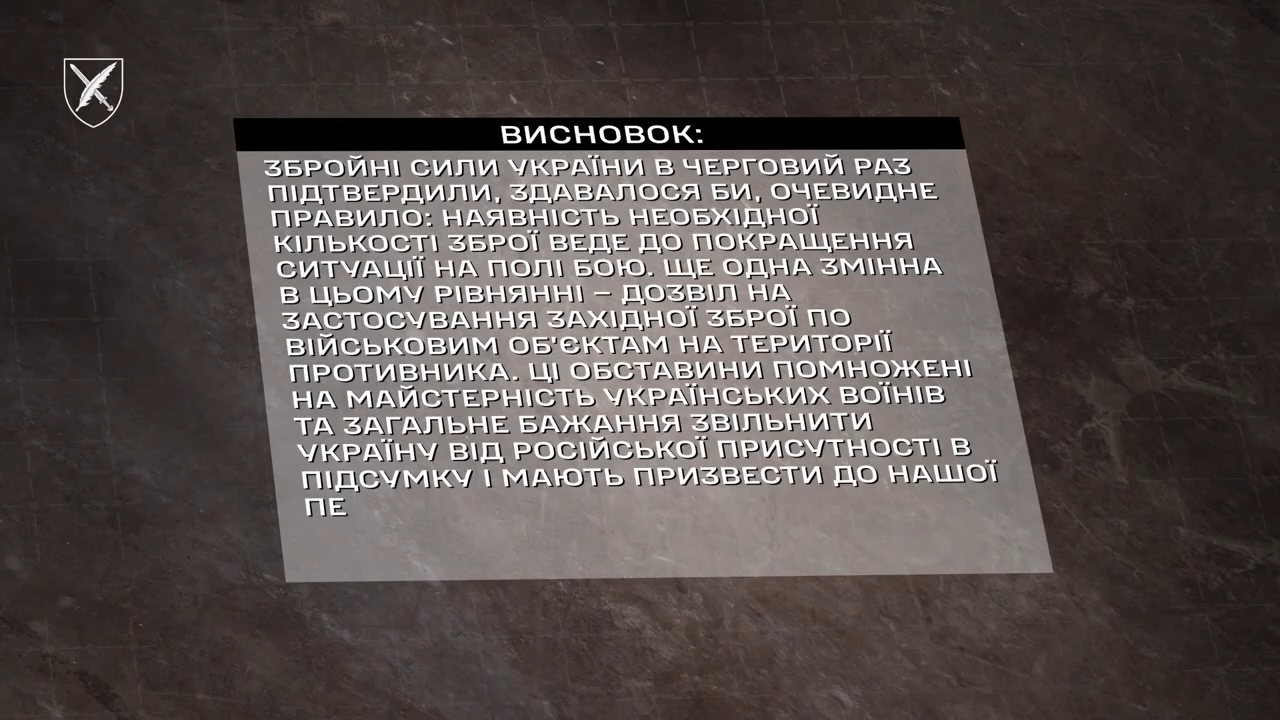 ВИСНОВОК:
ЗБРОЙНІ СИЛИ УКРАЇНИ В ЧЕРГОВИЙ РАЗ
ПІДТВЕРДИЛИ, ЗДАВАЛОСЯ БИ, ОЧЕВИДНЕ
ПРАВИЛО: НАЯВНІСТЬ НЕОБХІДНОЇ
КІЛЬКОСТІ ЗБРОЇ ВЕДЕ ДО ПОКРАЩЕННЯ
СИТУАЦІЇ НА ПОЛІ БОЮ. ЩЕ ОДНА ЗМІННА
В ЦЬОМУ РІВНЯННІ – ДОЗВІЛ НА
ЗАСТОСУВАННЯ ЗАХІДНОЇ ЗБРОЇ ПО
ВІЙСЬКОВИМ ОБ'ЄКТАМ НА ТЕРИТОРІЇ
ПРОТИВНИКА. ЦІ ОБСТАВИНИ ПОМНОЖЕНІ
НА МАЙСТЕРНІСТЬ УКРАЇНСЬКИХ ВОЇНІВ
ТА ЗАГАЛЬНЕ БАЖАННЯ ЗВІЛЬНИТИ
УКРАЇНУ ВІД РОСІЙСЬКОЇ ПРИСУТНОСТІ В
ПІДСУМКУ І МАЮТЬ ПРИЗВЕСТИ ДО НАШОЇ
ПЕ